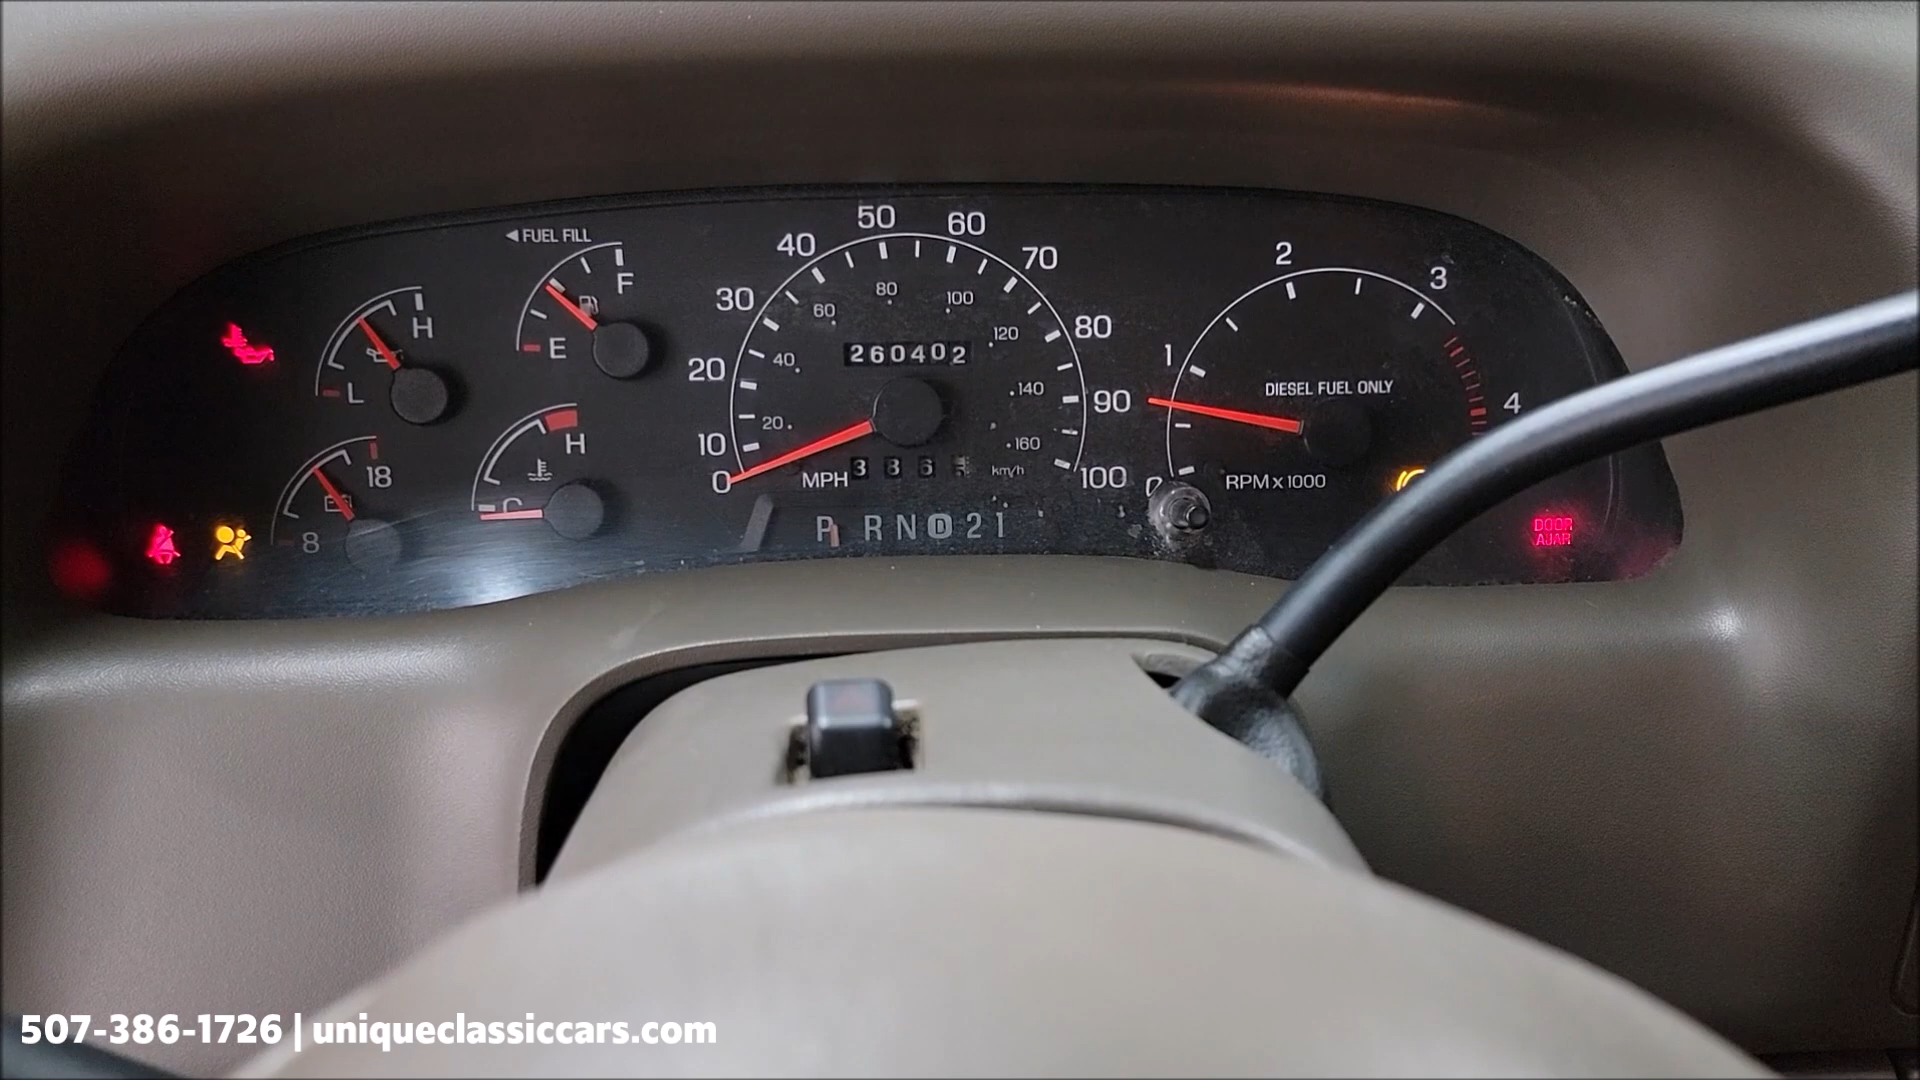 ◄ FUEL FILL
F
E
H
L
18
8
H
C
0
10
20
30
40
50
60
70
80
90
100
20
40
60
80
100
120
140
160
km/h
260402
MPH
386
P R N D 2 1
0
1
2
3
4
DIESEL FUEL ONLY
RPM x 1000
DOOR
AJAR
507-386-1726 | uniqueclassiccars.com